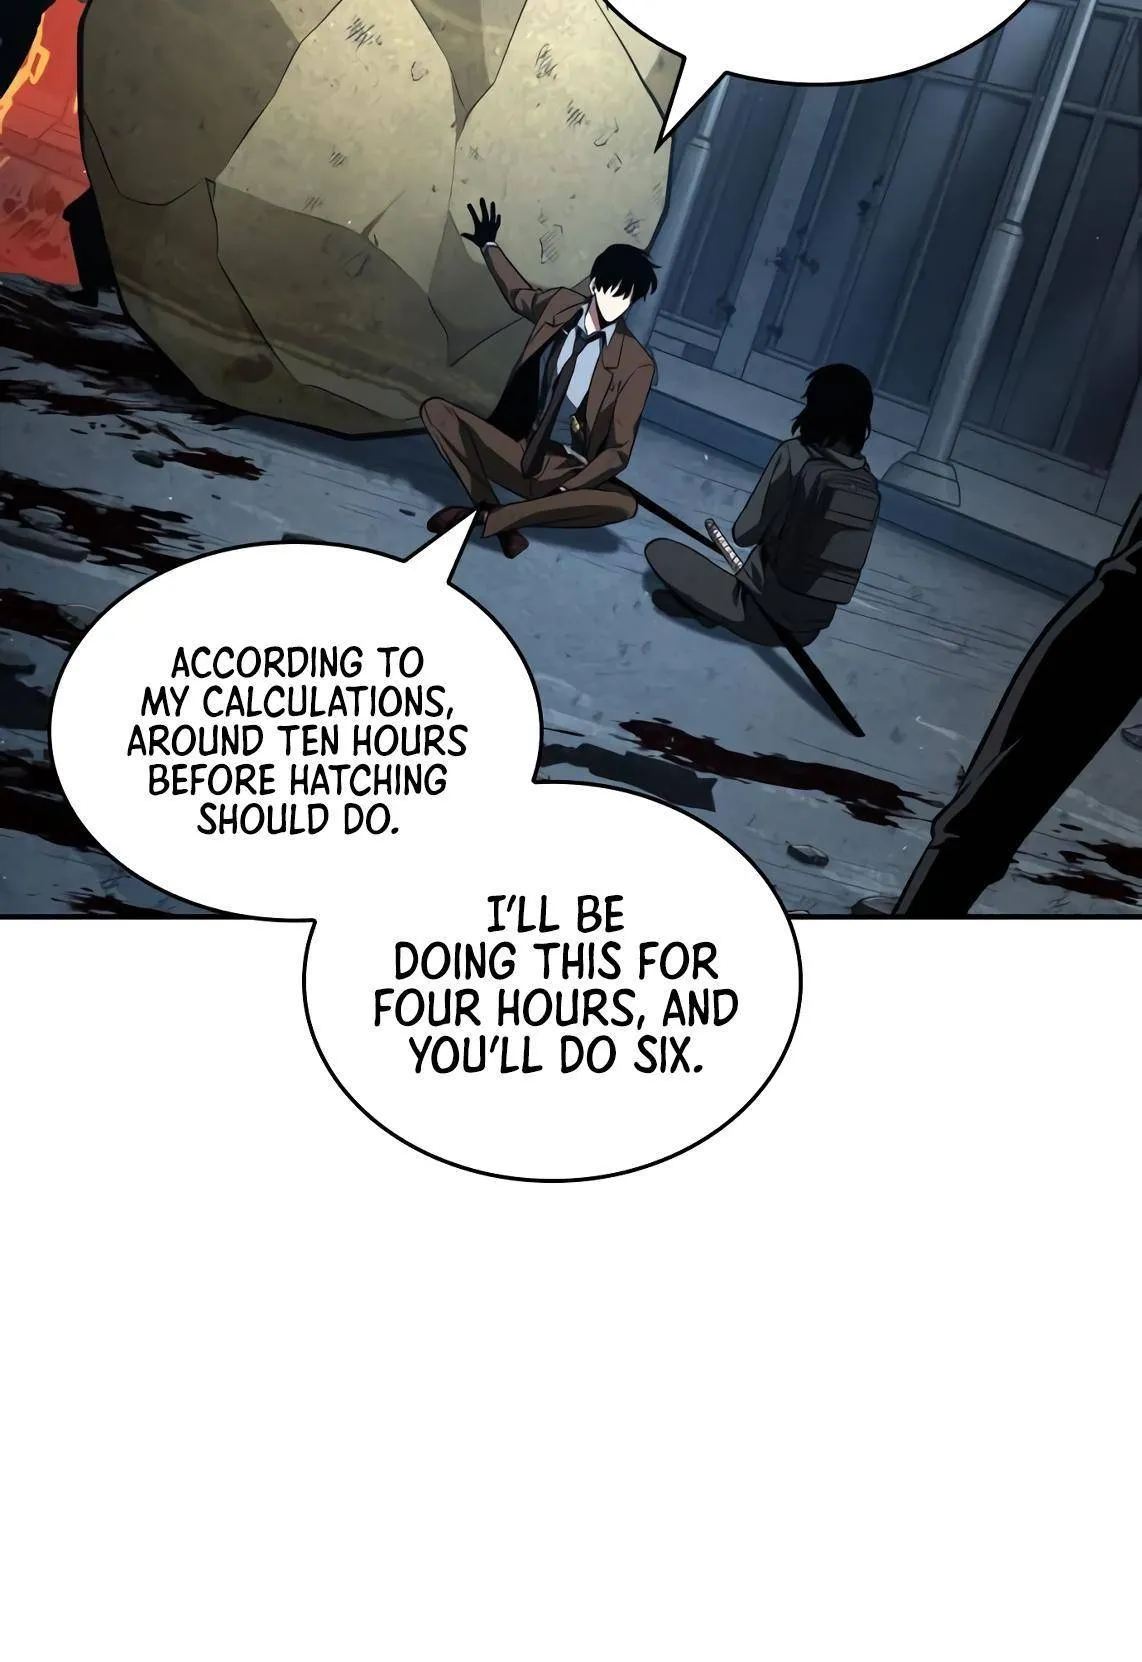 ACCORDING TO
MY CALCULATIONS,
AROUND TEN HOURS
BEFORE HATCHING
SHOULD DO.
I'LL BE
DOING THIS FOR
FOUR HOURS, AND
YOU'LL DO SIX.